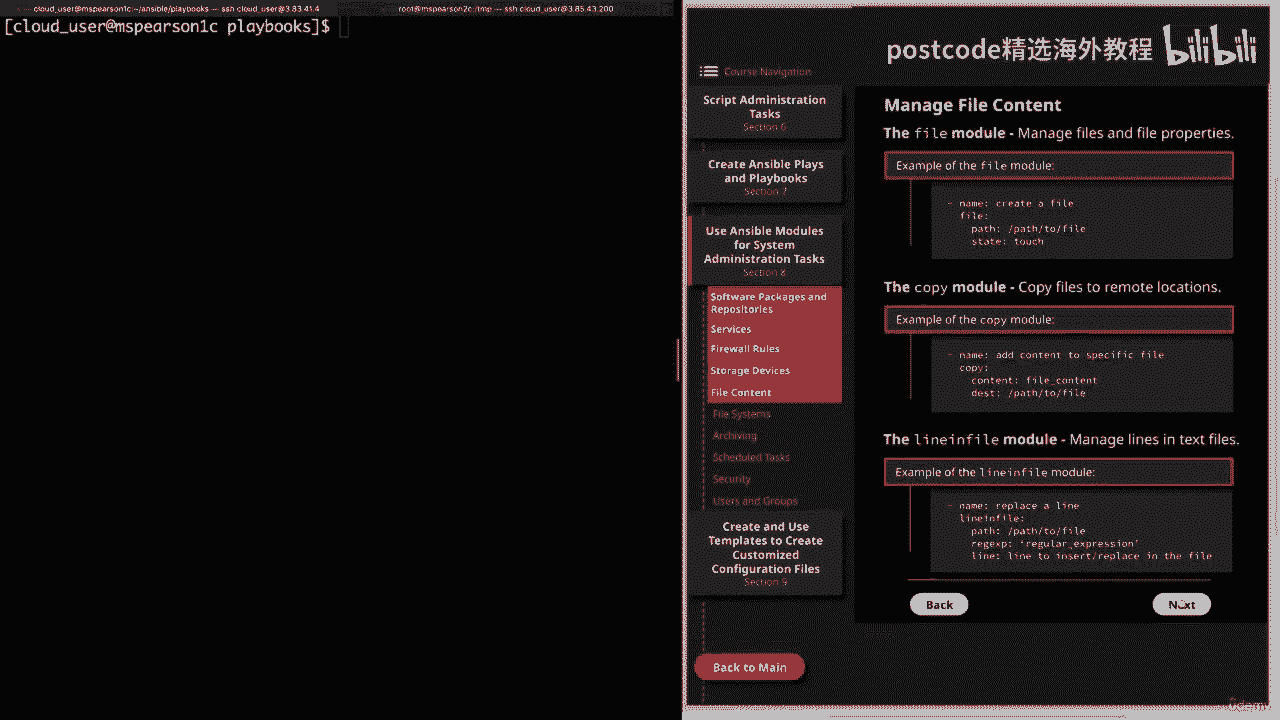 cloud_user@mspearson1c:~/ansible/playbooks — ssh cloud_user@3.83.41.4
root@mspearson2c:/tmp — ssh cloud_user@3.85.43.200
[cloud_user@mspearson1c playbooks]$
postcode精选海外教程 bilibili
Course Navigation
Script Administration
Tasks
Section 6
Create Ansible Plays
and Playbooks
Section 7
Use Ansible Modules
for System
Administration Tasks
Section 8
Software Packages and
Repositories
Services
Firewall Rules
Storage Devices
File Content
File Systems
Archiving
Scheduled Tasks
Security
Users and Groups
Create and Use
Templates to Create
Customized
Configuration Files
Section 9
Back to Main
Manage File Content
The file module - Manage files and file properties.
Example of the file module:
- name: create a file
file:
path: /path/to/file
state: touch
The copy module - Copy files to remote locations.
Example of the copy module:
- name: add content to specific file
copy:
content: file_content
dest: /path/to/file
The lineinfile module - Manage lines in text files.
Example of the lineinfile module:
- name: replace a line
lineinfile:
path: /path/to/file
regexp: 'regular_expression'
line: line to insert/replace in the file
Back
Next
Udemy